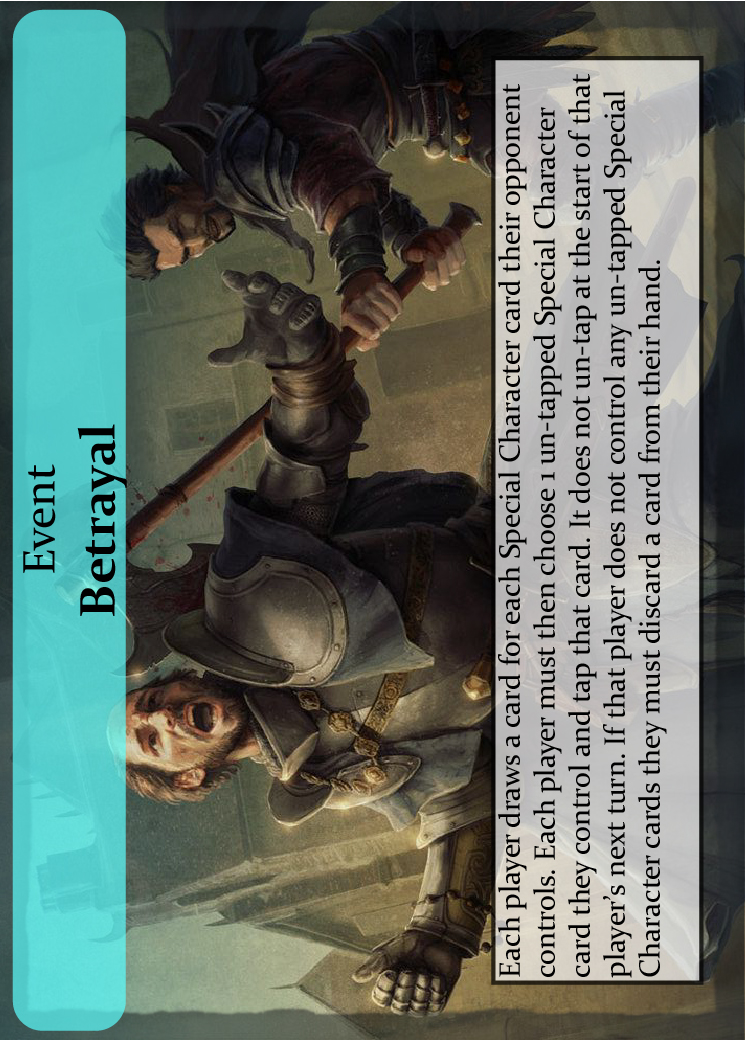 Event
Betrayal
Each player draws a card for each Special Character card their opponent
controls. Each player must then choose 1 un-tapped Special Character
card they control and tap that card. It does not un-tap at the start of that
player's next turn. If that player does not control any un-tapped Special
Character cards they must discard a card from their hand.